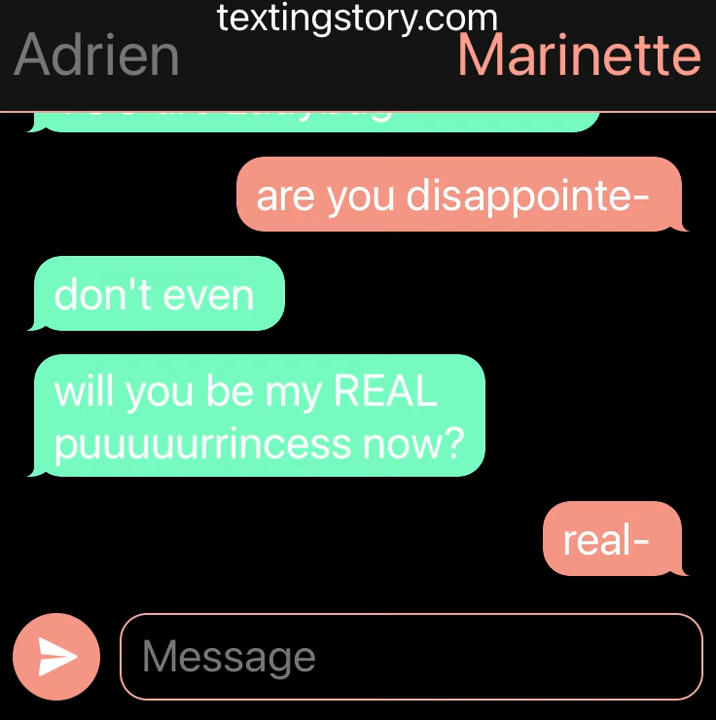 textingstory.com
Adrien
Marinette
are you disappointe-
don't even
will you be my REAL
puuuuurrincess now?
real-
Message